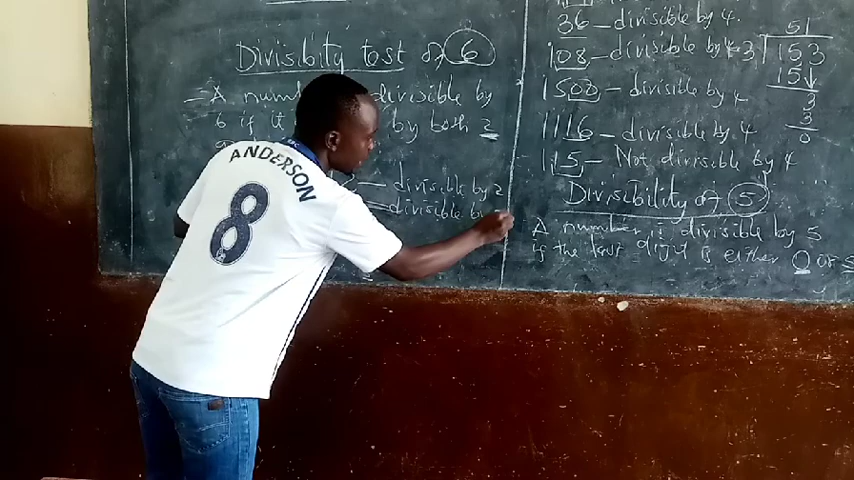 Divisibity test of 6
A num divisible by
6 if it by both 2
divisible by 2
divisible by
ANDERSON
8
36 – divisible by 4.
108 – divisible by 4
1508 – divisible by 4
1116 – divisible by 4
115 – Not divisible by 4
51
3 153
15
3
3
0
Divisibility of 5
A number is divisible by 5
if the last digit is either 0 or 5